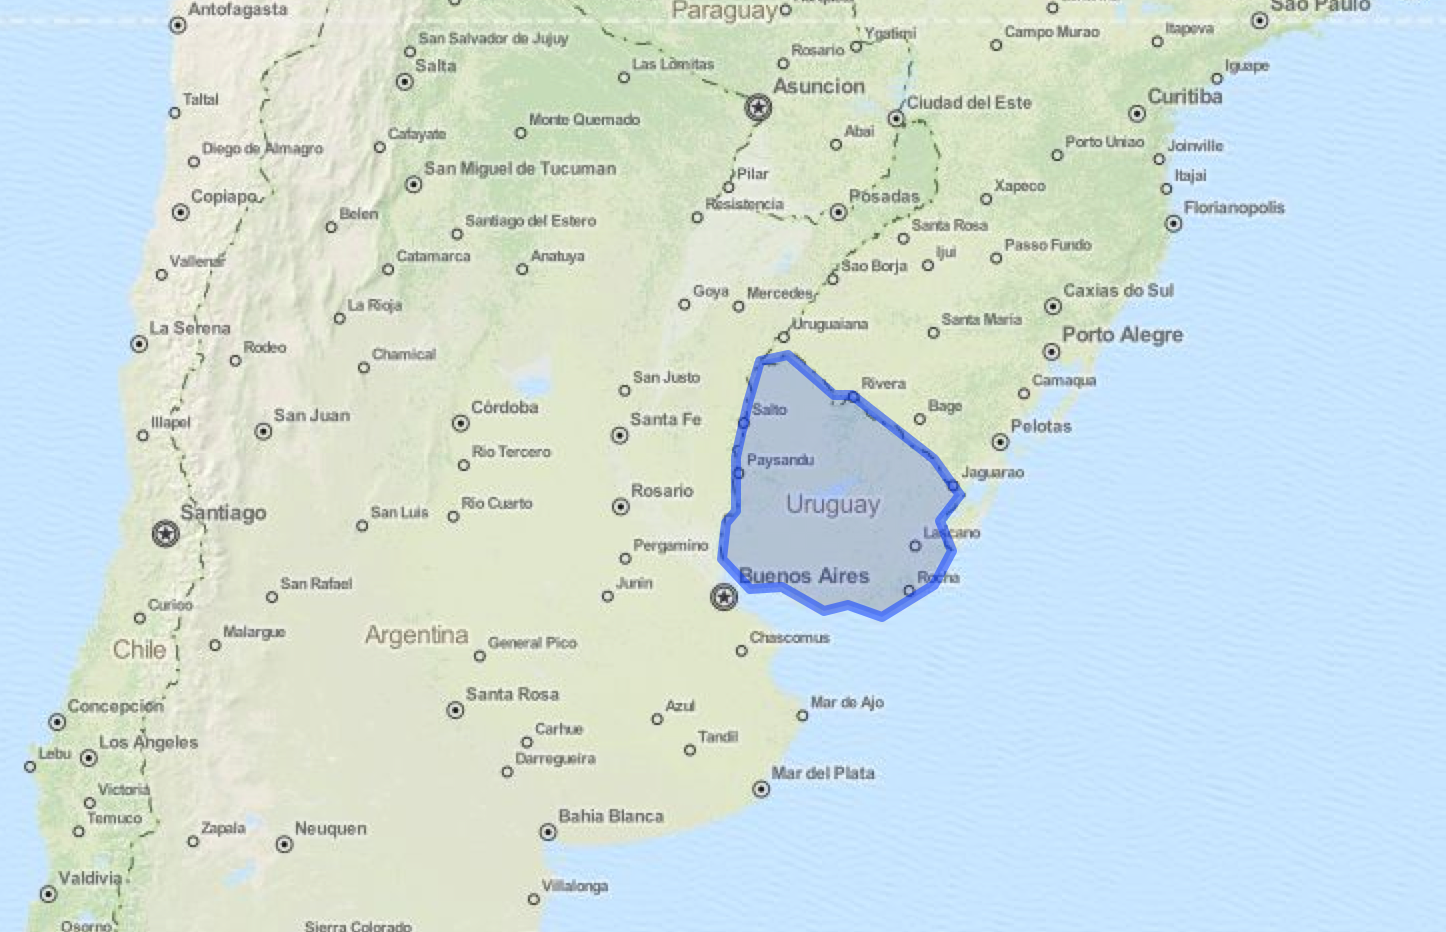 Antofagasta
Paraguay
Sao Paulo
San Salvador de Jujuy
Ygatimi
Campo Murao
Itapeva
Rosario
Salta
Las Lomitas
Iguape
Asuncion
Curitiba
Taltal
Ciudad del Este
Monte Quemado
Cafayate
Abai
Diego de Almagro
Porto Uniao
Joinville
San Miguel de Tucuman
Pilar
Itajai
Copiapo
Xapeco
Posadas
Resistencia
Florianopolis
Belen
Santiago del Estero
Santa Rosa
Passo Fundo
Ijui
Vallenar
Catamarca
Anatuya
Sao Borja
Goya
Mercedes
Caxias do Sul
La Rioja
La Serena
Uruguaiana
Santa Maria
Porto Alegre
Rodeo
Chamical
San Justo
Rivera
Camaqua
Córdoba
Salto
Bage
San Juan
Santa Fe
Illapel
Pelotas
Rio Tercero
Paysandu
Jaguarao
Rosario
Uruguay
Rio Cuarto
Santiago
San Luis
Lascano
Pergamino
Buenos Aires
Rocha
San Rafael
Junin
Curico
Malargue
Argentina
Chascomus
General Pico
Chile
Santa Rosa
Concepción
Azul
Mar de Ajo
Carhue
Tandil
Los Angeles
Lebu
Darregueira
Mar del Plata
Victoria
Temuco
Zapala
Neuquen
Bahia Blanca
Valdivia
Villalonga
Osorno
Sierra Colorado